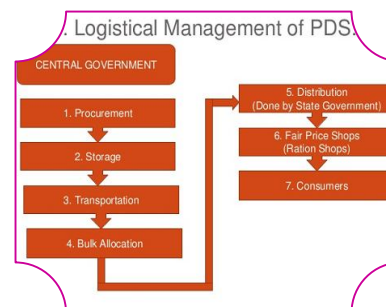 . Logistical Management of PDS.
CENTRAL GOVERNMENT
1. Procurement
2. Storage
3. Transportation
4. Bulk Allocation
5. Distribution
(Done by State Government)
6. Fair Price Shops
(Ration Shops)
7. Consumers